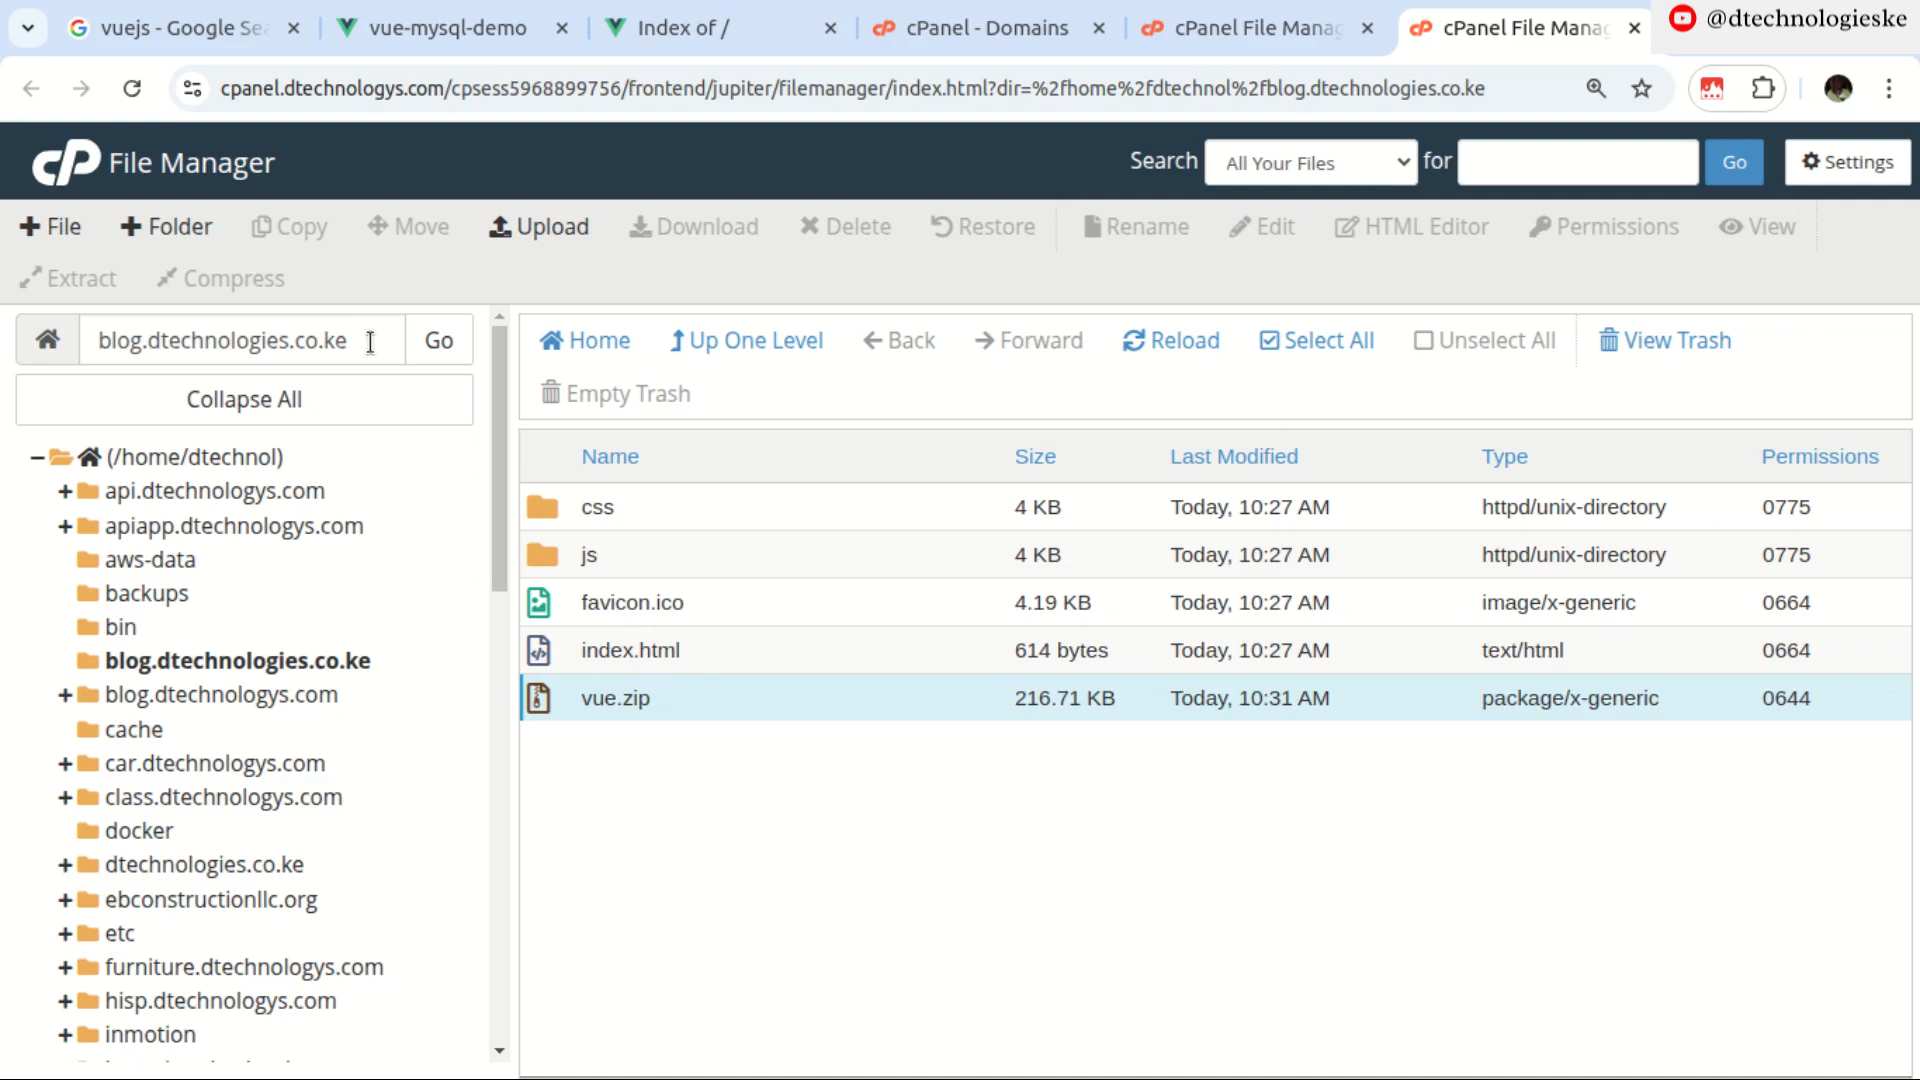 vuejs - Google Sea
vue-mysql-demo
Index of /
cPanel - Domains
cPanel File Manag
cPanel File Manag
@dtechnologieske
cpanel.dtechnologys.com/cpsess5968899756/frontend/jupiter/filemanager/index.html?dir=%2fhome%2fdtechnol%2fblog.dtechnologies.co.ke
cP File Manager
Search All Your Files for Go Settings
File Folder Copy Move Upload Download Delete Restore Rename Edit HTML Editor Permissions View
Extract Compress
blog.dtechnologies.co.ke Go
Collapse All
(/home/dtechnol)
api.dtechnologys.com
apiapp.dtechnologys.com
aws-data
backups
bin
blog.dtechnologies.co.ke
blog.dtechnologys.com
cache
car.dtechnologys.com
class.dtechnologys.com
docker
dtechnologies.co.ke
ebconstructionllc.org
etc
furniture.dtechnologys.com
hisp.dtechnologys.com
inmotion
Home Up One Level Back Forward Reload Select All Unselect All View Trash
Empty Trash
Name Size Last Modified Type Permissions
css 4 KB Today, 10:27 AM httpd/unix-directory 0775
js 4 KB Today, 10:27 AM httpd/unix-directory 0775
favicon.ico 4.19 KB Today, 10:27 AM image/x-generic 0664
index.html 614 bytes Today, 10:27 AM text/html 0664
vue.zip 216.71 KB Today, 10:31 AM package/x-generic 0644